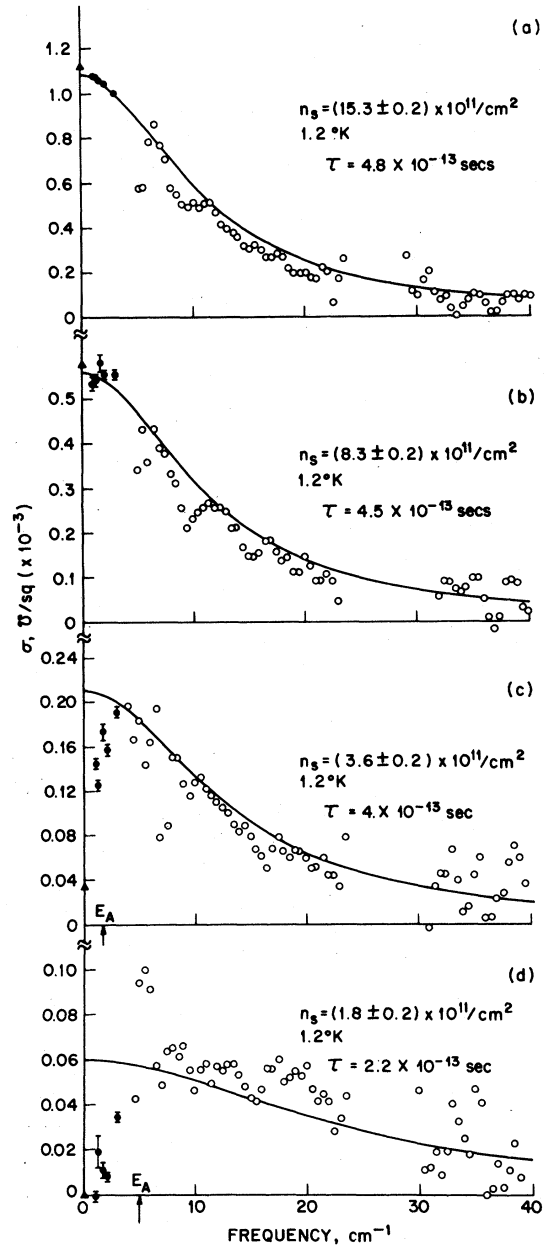 (a)
1.2
1.0
0.8
0.6
0.4
0.2
0
n_s = (15.3 ± 0.2) x 10^11/cm^2
1.2 °K
τ = 4.8 X 10^-13 secs
(b)
0.5
0.4
0.3
0.2
0.1
0
n_s = (8.3 ± 0.2) x 10^11/cm^2
1.2°K
τ = 4.5 X 10^-13 secs
σ, ℧/sq (x 10^-3)
(c)
0.24
0.20
0.16
0.12
0.08
0.04
0
n_s = (3.6 ± 0.2) x 10^11/cm^2
1.2°K
τ = 4. X 10^-13 sec
E_A
(d)
0.10
0.08
0.06
0.04
0.02
0
n_s = (1.8 ± 0.2) x 10^11/cm^2
1.2°K
τ = 2.2 X 10^-13 sec
E_A
0 10 20 30 40
FREQUENCY, cm^-1